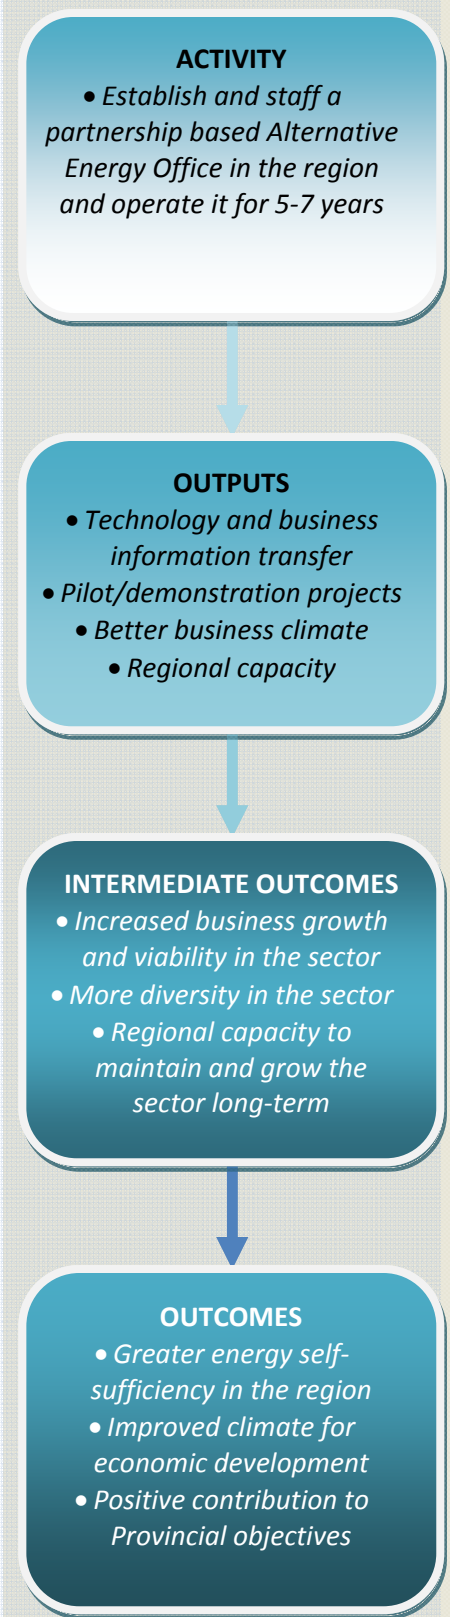 ACTIVITY
• Establish and staff a
partnership based Alternative
Energy Office in the region
and operate it for 5-7 years
OUTPUTS
• Technology and business
information transfer
• Pilot/demonstration projects
• Better business climate
• Regional capacity
INTERMEDIATE OUTCOMES
• Increased business growth
and viability in the sector
• More diversity in the sector
• Regional capacity to
maintain and grow the
sector long-term
OUTCOMES
• Greater energy self-
sufficiency in the region
• Improved climate for
economic development
• Positive contribution to
Provincial objectives